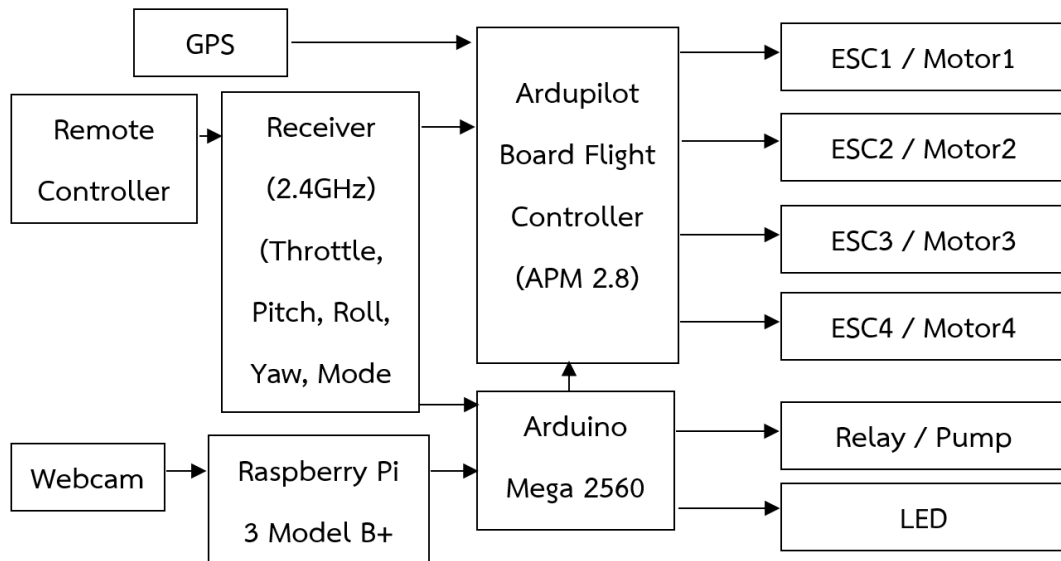 GPS
Remote
Controller
Receiver
(2.4GHz)
(Throttle,
Pitch, Roll,
Yaw, Mode
Ardupilot
Board Flight
Controller
(APM 2.8)
ESC1 / Motor1
ESC2 / Motor2
ESC3 / Motor3
ESC4 / Motor4
Webcam
Raspberry Pi
3 Model B+
Arduino
Mega 2560
Relay / Pump
LED